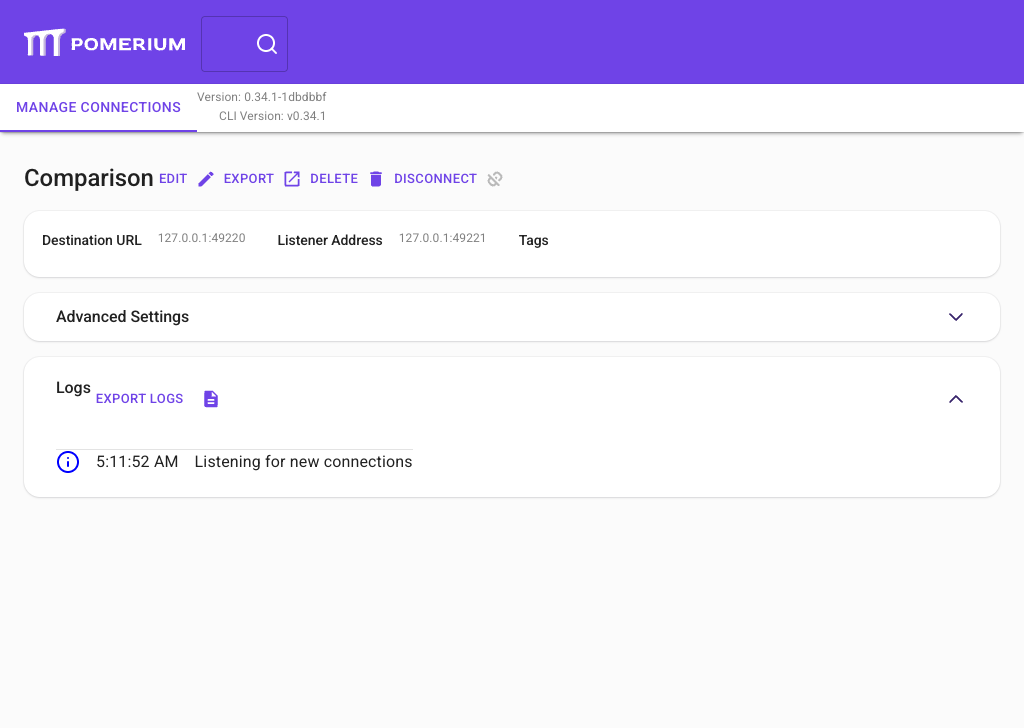 POMERIUM
MANAGE CONNECTIONS
Version: 0.34.1-1dbdbbf
CLI Version: v0.34.1
Comparison EDIT EXPORT DELETE DISCONNECT
Destination URL 127.0.0.1:49220 Listener Address 127.0.0.1:49221 Tags
Advanced Settings
Logs
EXPORT LOGS
5:11:52 AM Listening for new connections